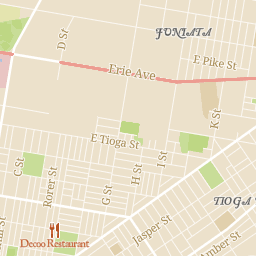 D St
FONIATA
E Pike St
Erie Ave
K St
E Tioga St
I St
H St
C St
Rorer St
G St
TIOGA
Jasper St
Decoo Restaurant
Amber St